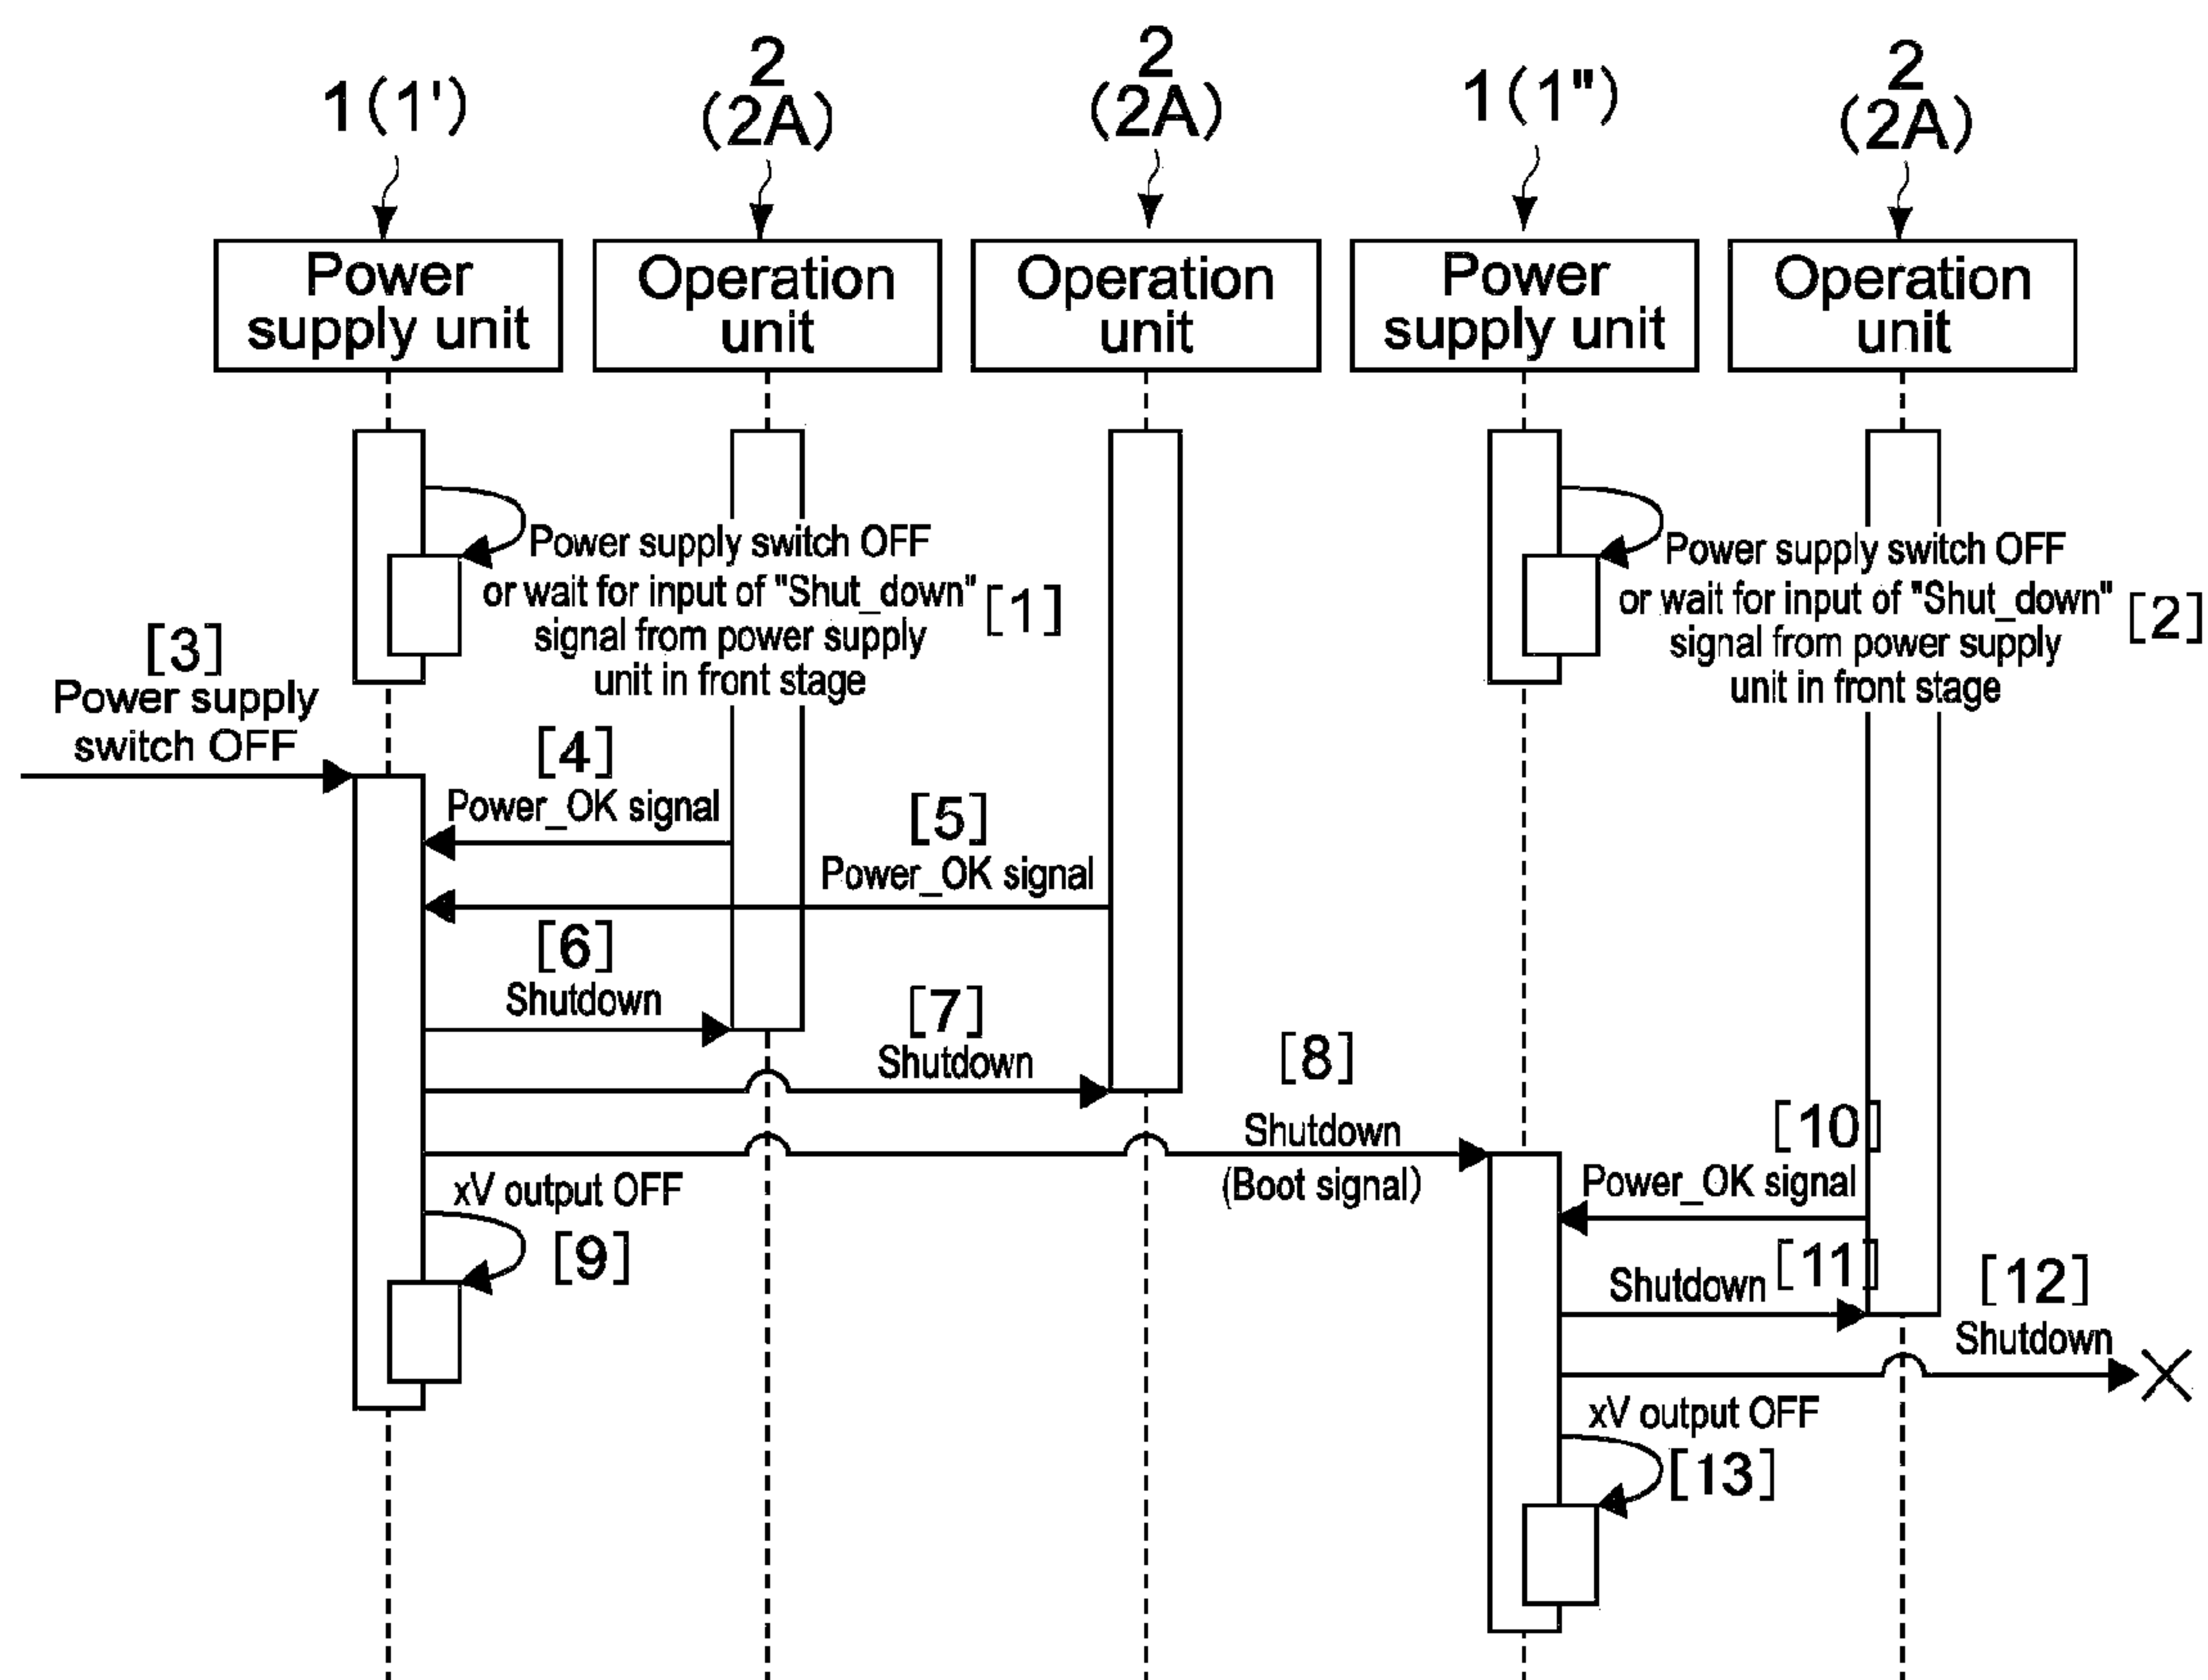 1(1')
2
(2A)
2
(2A)
1(1")
2
(2A)
Power
supply unit
Operation
unit
Operation
unit
Power
supply unit
Operation
unit
Power supply switch OFF
or wait for input of "Shut_down"
signal from power supply
unit in front stage
[1]
Power supply switch OFF
or wait for input of "Shut_down"
signal from power supply
unit in front stage
[2]
[3]
Power supply
switch OFF
[4]
Power_OK signal
[5]
Power_OK signal
[6]
Shutdown
[7]
Shutdown
[8]
Shutdown
(Boot signal)
xV output OFF
[9]
[10]
Power_OK signal
[11]
Shutdown
[12]
Shutdown
xV output OFF
[13]